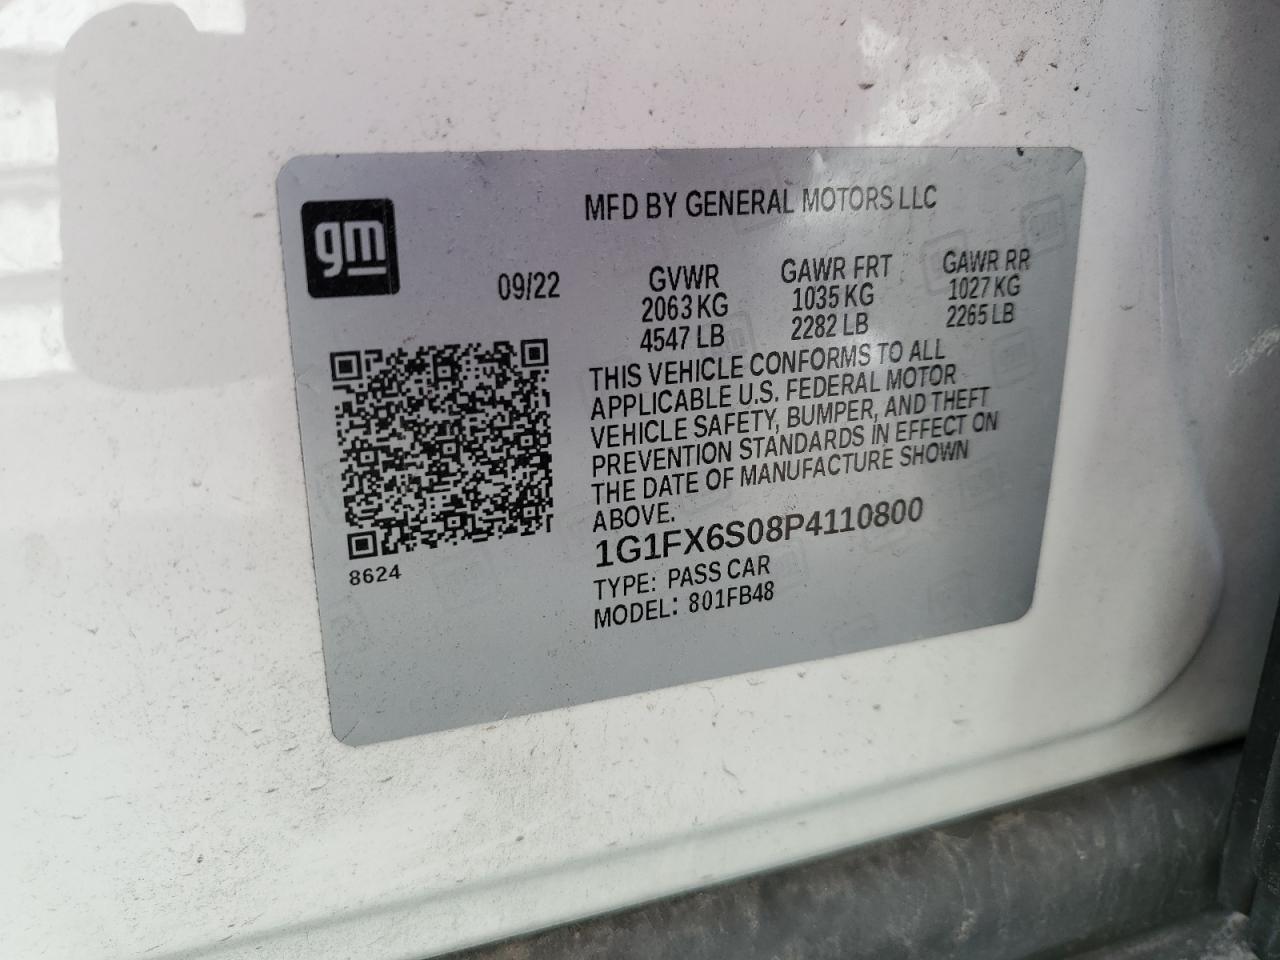 gm
MFD BY GENERAL MOTORS LLC
09/22
GVWR
2063 KG
4547 LB
GAWR FRT
1035 KG
2282 LB
GAWR RR
1027 KG
2265 LB
THIS VEHICLE CONFORMS TO ALL
APPLICABLE U.S. FEDERAL MOTOR
VEHICLE SAFETY, BUMPER, AND THEFT
PREVENTION STANDARDS IN EFFECT ON
THE DATE OF MANUFACTURE SHOWN
ABOVE.
1G1FX6S08P4110800
TYPE: PASS CAR
MODEL: 801FB48
8624